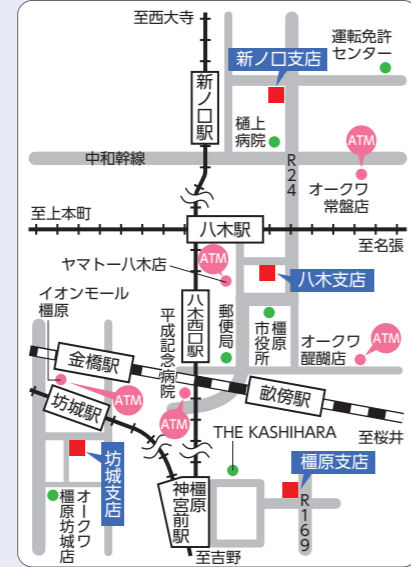 至西大寺
運転免許
センター
新ノ口支店
新ノ口駅
樋上
病院
ATM
中和幹線
R24
オークワ
常盤店
至上本町
八木駅
至名張
ATM
ヤマトー八木店
八木支店
イオンモール
橿原
八木西口駅
平成記念病院
郵便局
橿原
市役所
オークワ
醍醐店
ATM
金橋駅
ATM
畝傍駅
坊城駅
ATM
至桜井
THE KASHIHARA
坊城支店
橿原支店
橿原
神宮前駅
オークワ
橿原坊城店
R169
至吉野